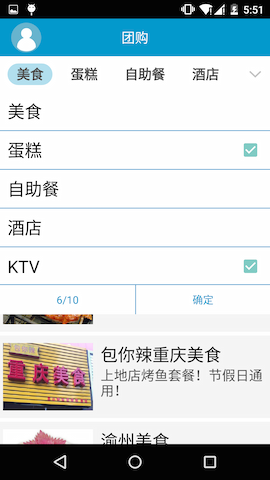 5:51
团购
美食 蛋糕 自助餐 酒店
美食
蛋糕
自助餐
酒店
KTV
6/10 确定
重庆美食
包你辣重庆美食
上地店烤鱼套餐！节假日通
用！
渝州美食